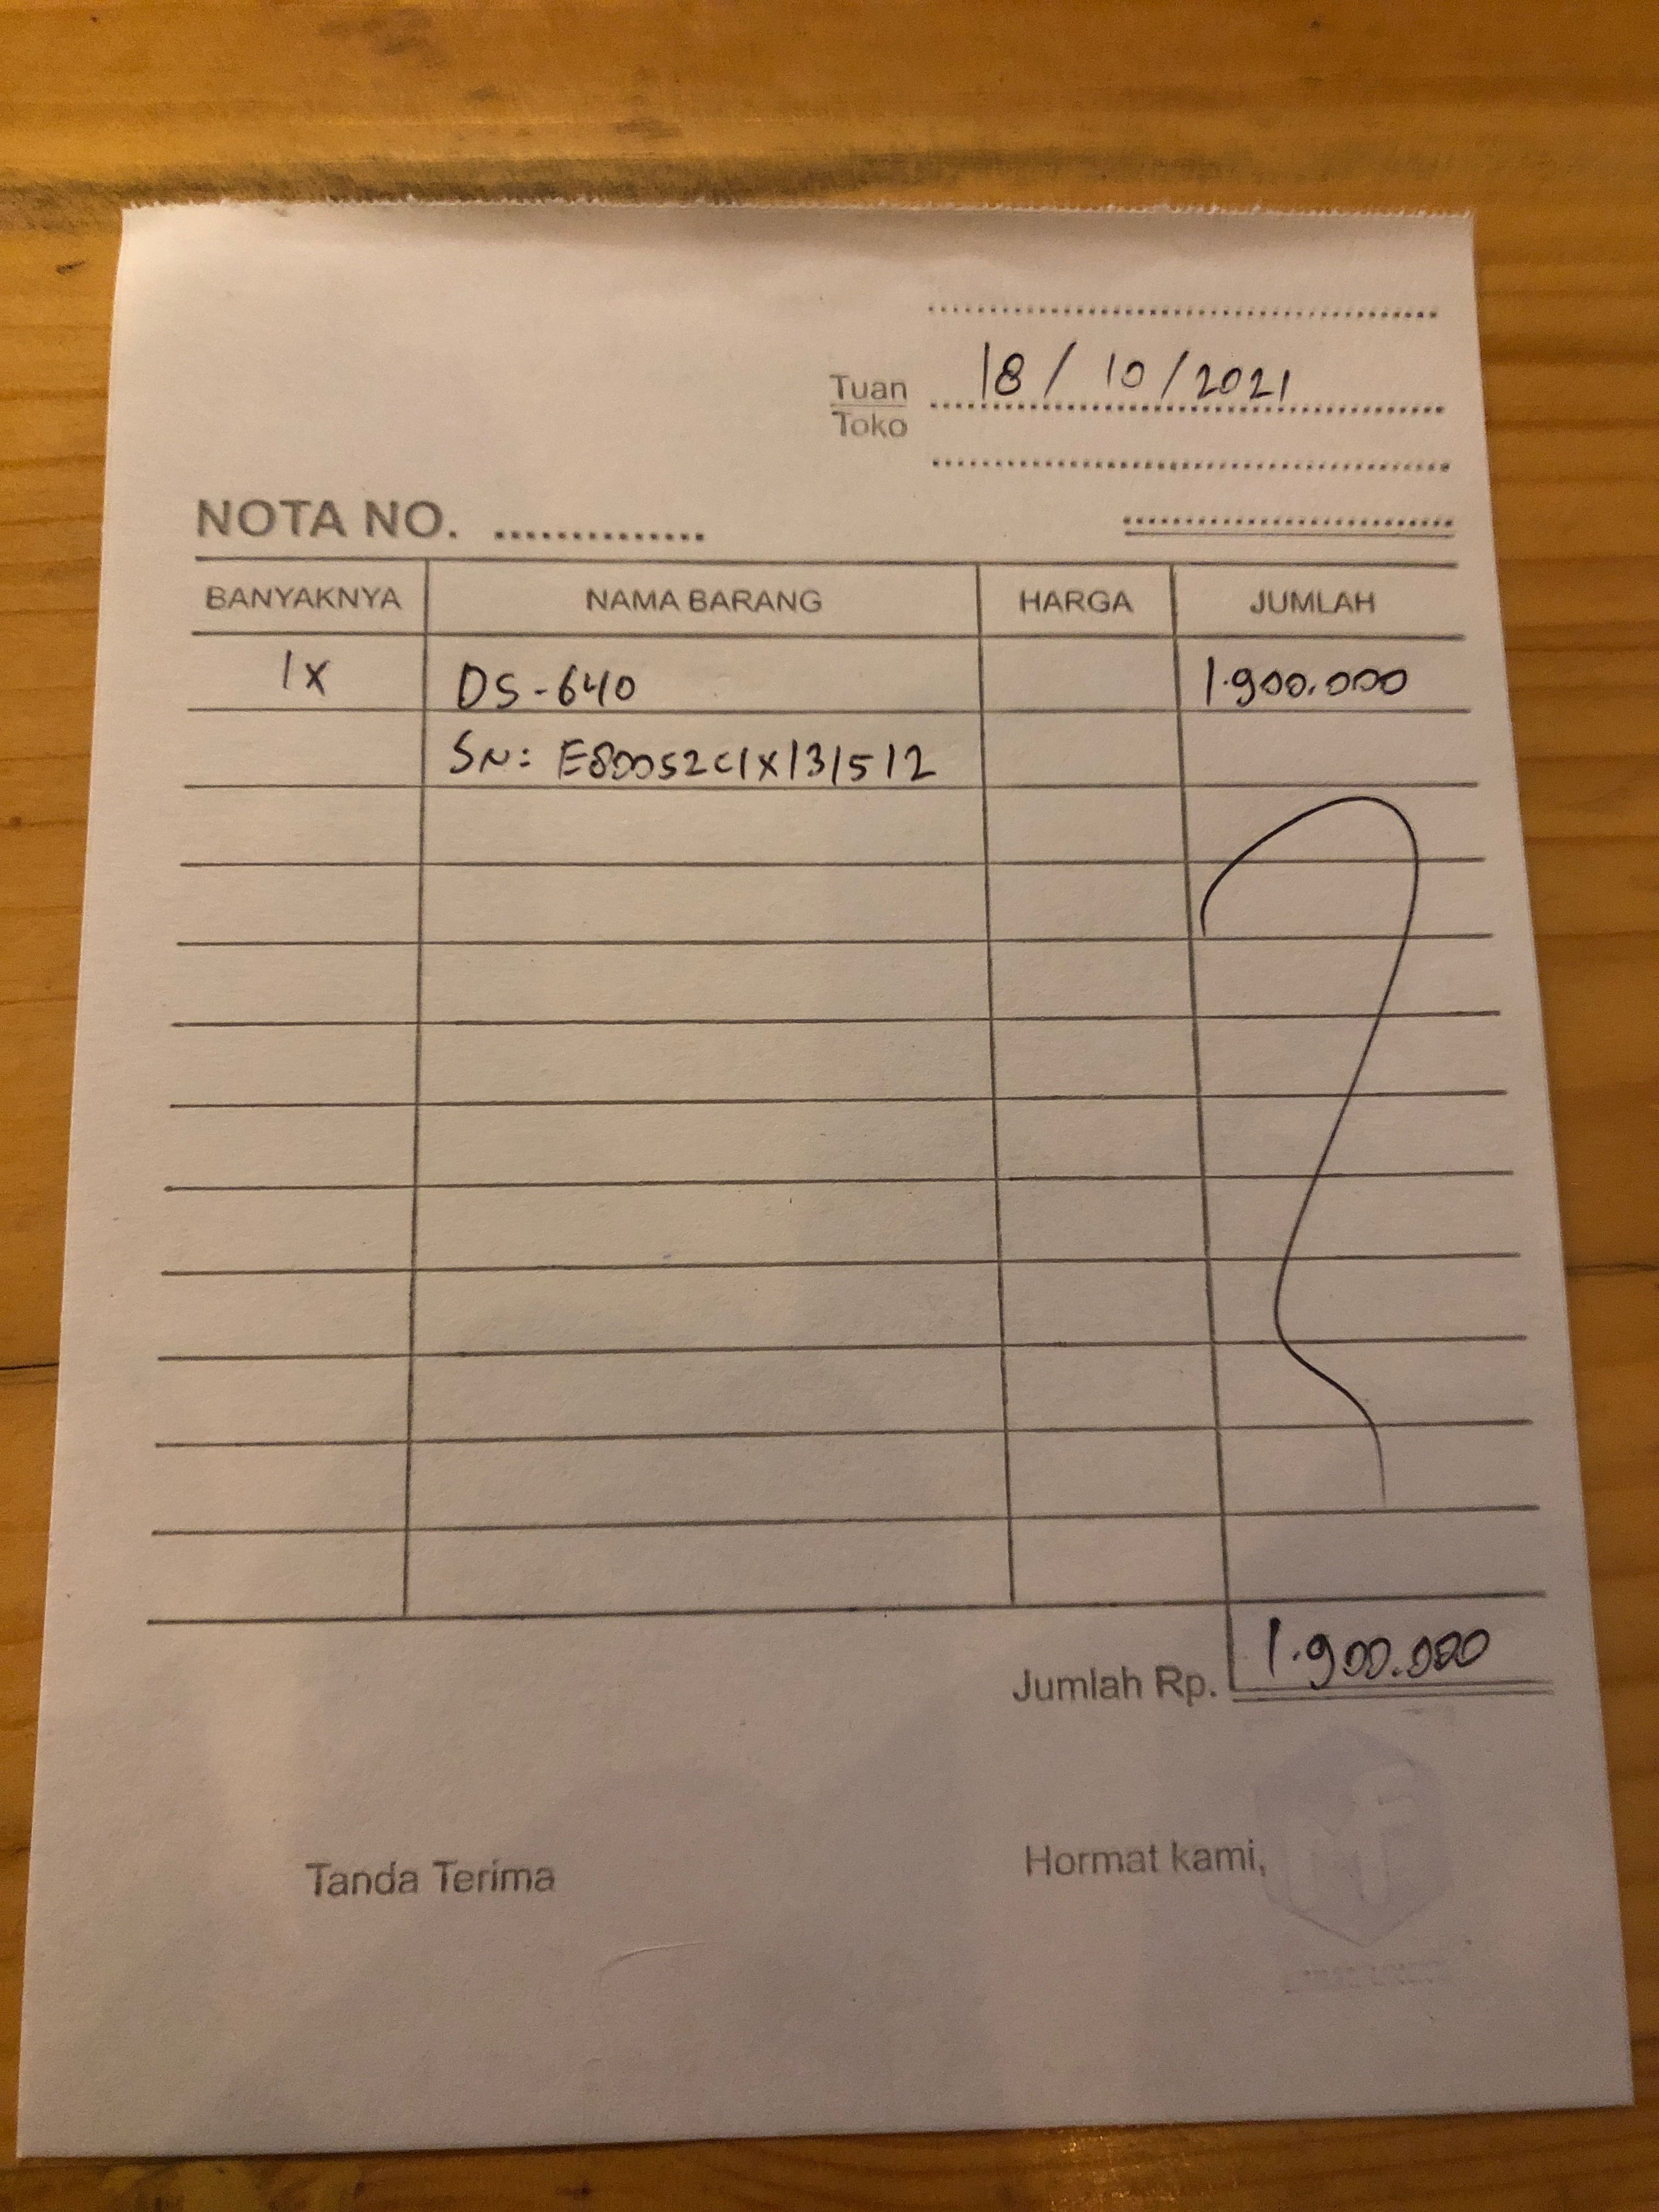 18/10/2021
Tuan
Toko
NOTA NO. ..............
BANYAKNYA NAMA BARANG HARGA JUMLAH
1x DS-640 1.900.000
SN: E80052C1X131512
Jumlah Rp. 1.900.000
Tanda Terima Hormat kami,